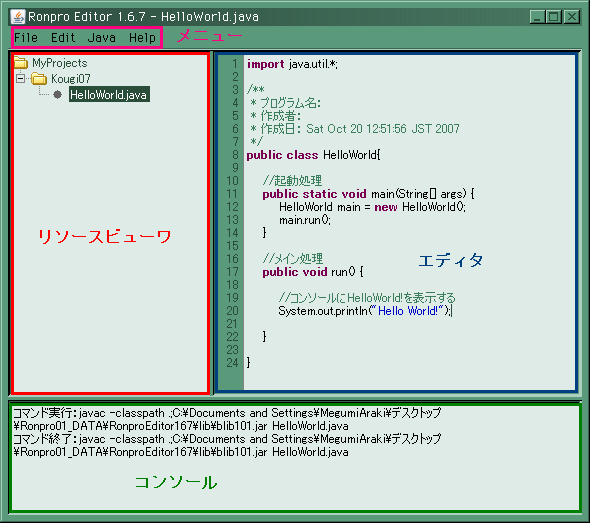 Ronpro Editor 1.6.7 - HelloWorld.java
File Edit Java Help メニュー
MyProjects
Kougi07
HelloWorld.java
リソースビューワ
1 import java.util.*;
2
3 /**
4 * プログラム名:
5 * 作成者:
6 * 作成日: Sat Oct 20 12:51:56 JST 2007
7 */
8 public class HelloWorld{
9
10 //起動処理
11 public static void main(String[] args) {
12 HelloWorld main = new HelloWorld();
13 main.run();
14 }
15
16 //メイン処理
17 public void run() {
18
19 //コンソールにHelloWorld!を表示する
20 System.out.println("Hello World!");
21
22 }
23
24 }
エディタ
コマンド実行:javac -classpath .;C:¥Documents and Settings¥MegumiAraki¥デスクトップ
¥Ronpro01_DATA¥RonproEditor167¥lib¥blib101.jar HelloWorld.java
コマンド終了:javac -classpath .;C:¥Documents and Settings¥MegumiAraki¥デスクトップ
¥Ronpro01_DATA¥RonproEditor167¥lib¥blib101.jar HelloWorld.java
コンソール